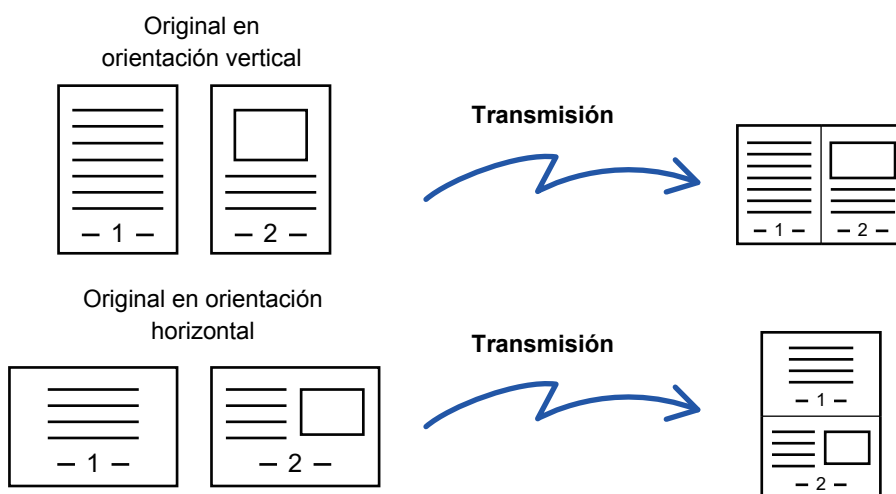 Original en
orientación vertical
Transmisión
– 1 –
– 2 –
– 1 –
– 2 –
Original en orientación
horizontal
Transmisión
– 1 –
– 2 –
– 1 –
– 2 –